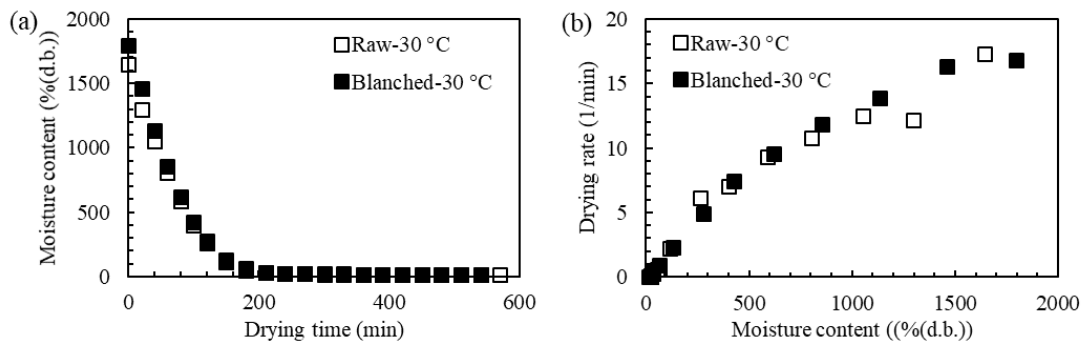 (a)
Moisture content (%(d.b.))
2000
1500
1000
500
0
Raw-30 °C
Blanched-30 °C
0
200
400
600
Drying time (min)
(b)
Drying rate (1/min)
20
15
10
5
0
Raw-30 °C
Blanched-30 °C
0
500
1000
1500
2000
Moisture content ((%(d.b.))